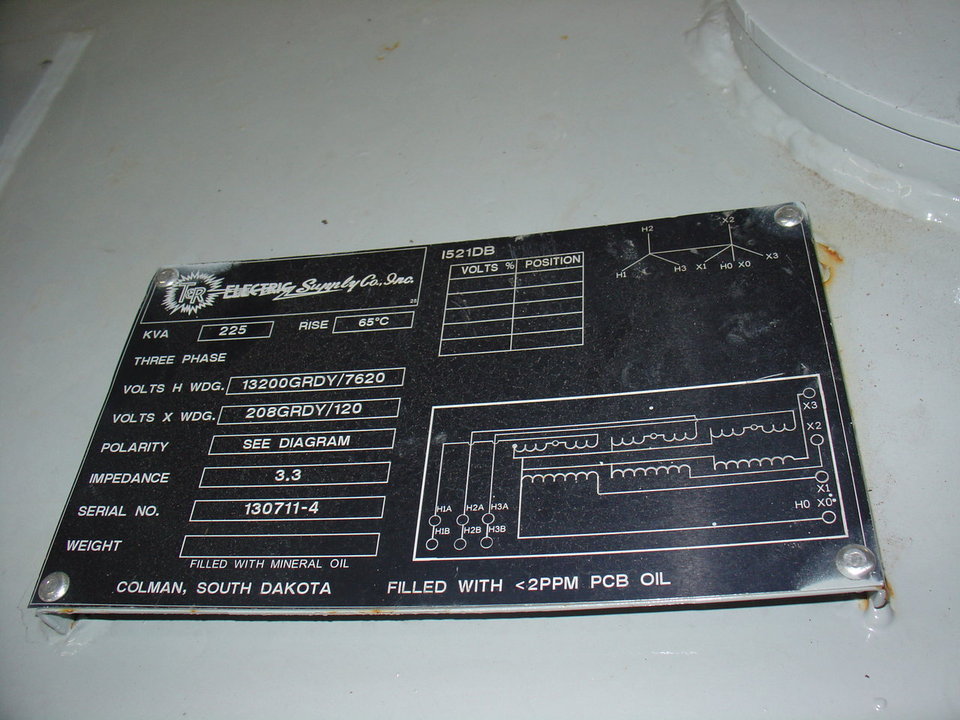 T&R ELECTRIC Supply Co., Inc.
28
KVA 225 RISE 65°C
THREE PHASE
VOLTS H WDG. 13200GRDY/7620
VOLTS X WDG. 208GRDY/120
POLARITY SEE DIAGRAM
IMPEDANCE 3.3
SERIAL NO. 130711-4
WEIGHT
FILLED WITH MINERAL OIL
COLMAN, SOUTH DAKOTA FILLED WITH <2PPM PCB OIL
1521DB
VOLTS % POSITION
H2 X2
H1 H3 X1 H0 X0 X3
X3
X2
X1
H0 X0
H1A H2A H3A
H1B H2B H3B